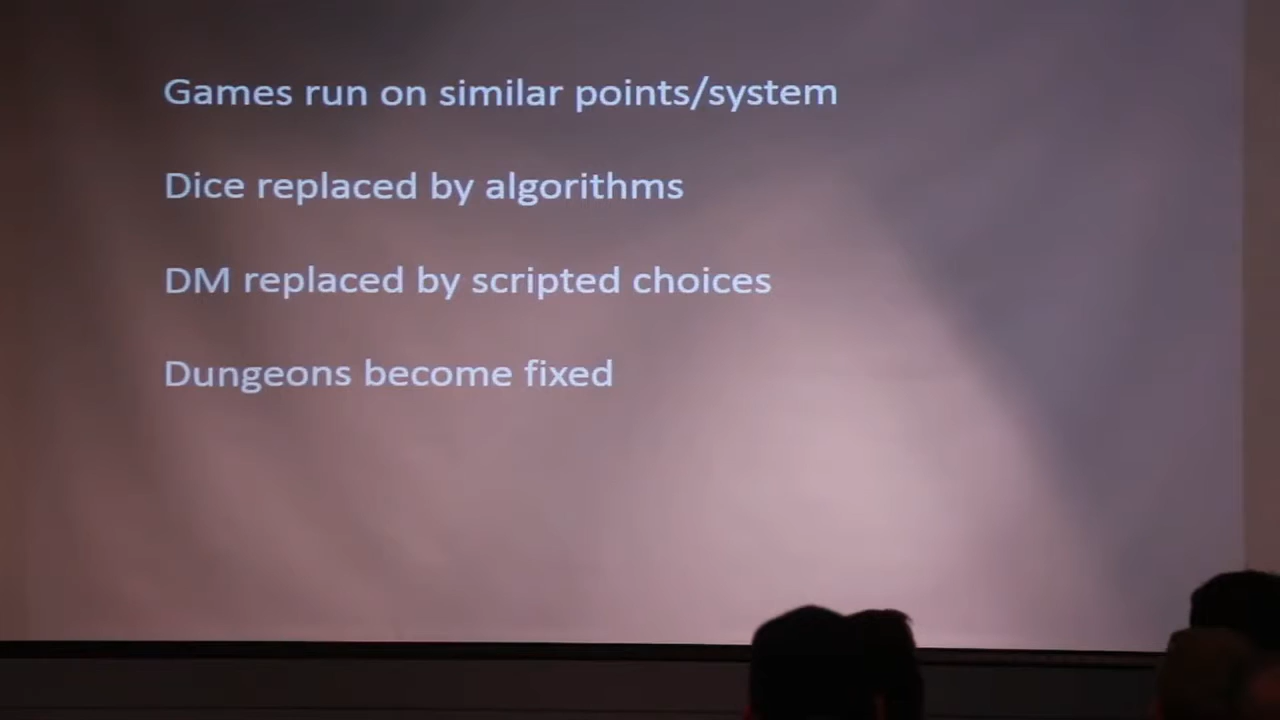 Games run on similar points/system
Dice replaced by algorithms
DM replaced by scripted choices
Dungeons become fixed